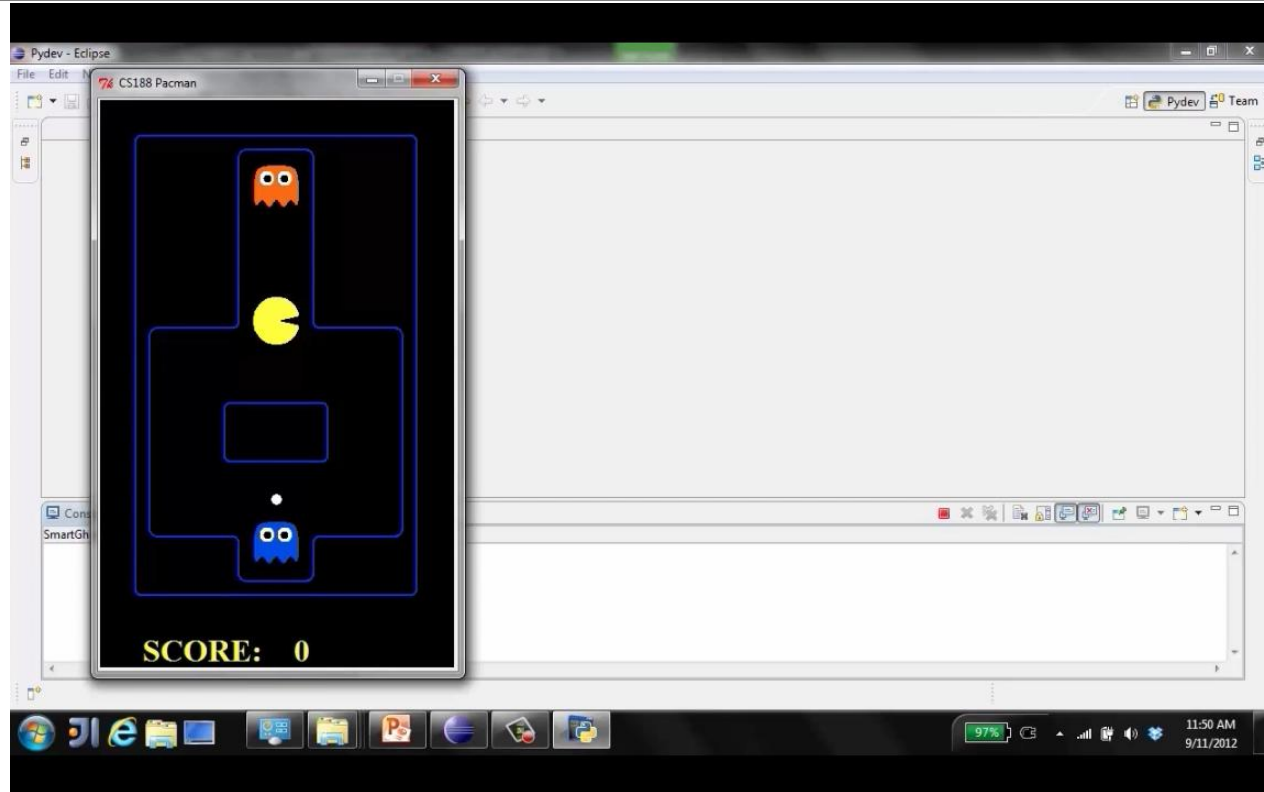 Pydev - Eclipse
File Edit N
CS188 Pacman
Pydev Team
Cons
SmartGh
SCORE: 0
97%
11:50 AM
9/11/2012